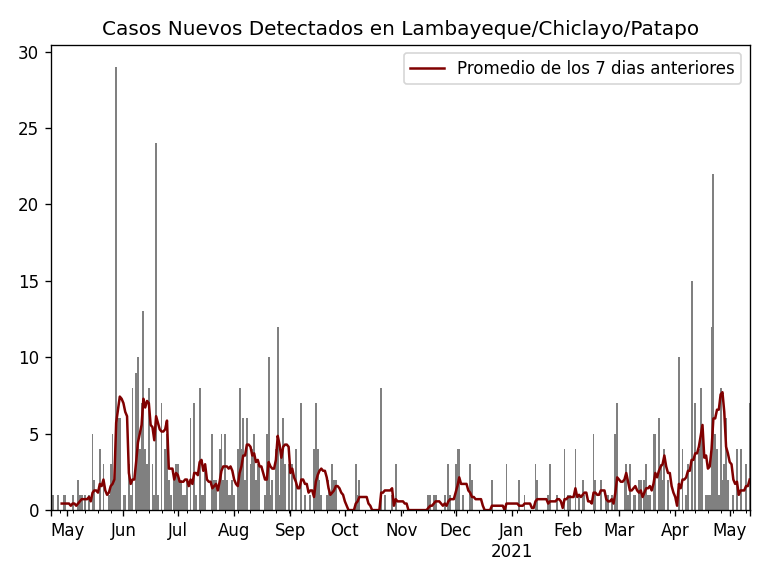 Casos Nuevos Detectados en Lambayeque/Chiclayo/Patapo
Promedio de los 7 dias anteriores
30
25
20
15
10
5
0
May Jun Jul Aug Sep Oct Nov Dec Jan Feb Mar Apr May
2021